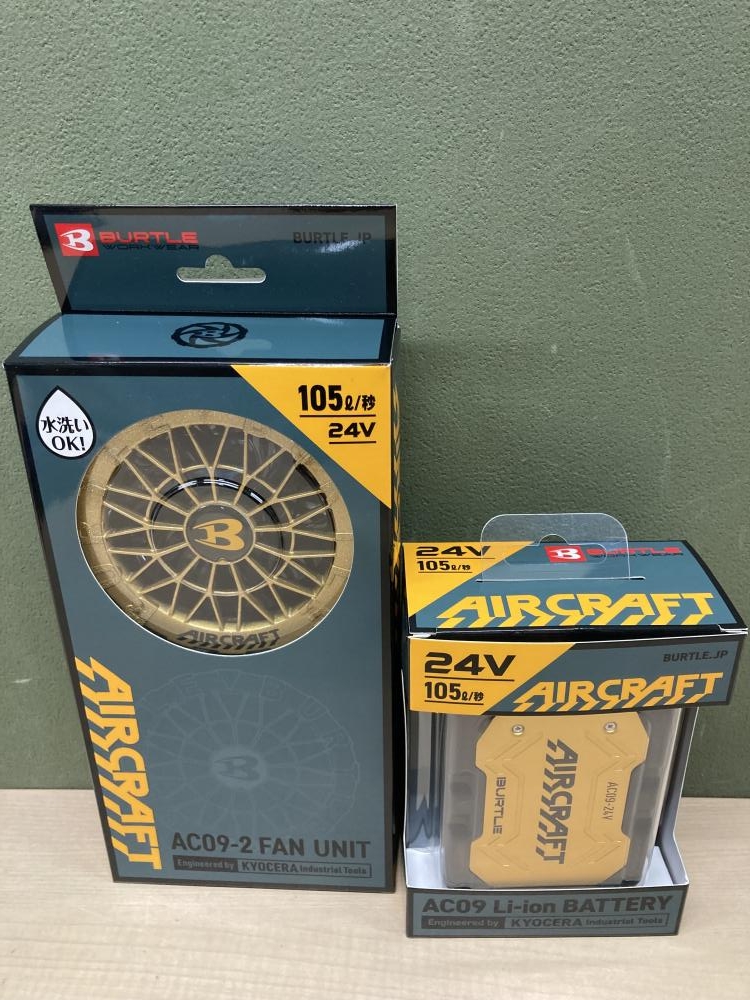 BURTLE
WORKWEAR
BURTLE.JP
105ℓ/秒
24V
水洗い
OK!
B
AIRCRAFT
AIRCRAFT
AC09-2 FAN UNIT
Engineered by KYOCERA Industrial Tools
24V
105ℓ/秒
BURTLE
AIRCRAFT
24V
105ℓ/秒
BURTLE.JP
AIRCRAFT
AIRCRAFT
BURTLE
AC09-24V
AC09 Li-ion BATTERY
Engineered by KYOCERA Industrial Tools